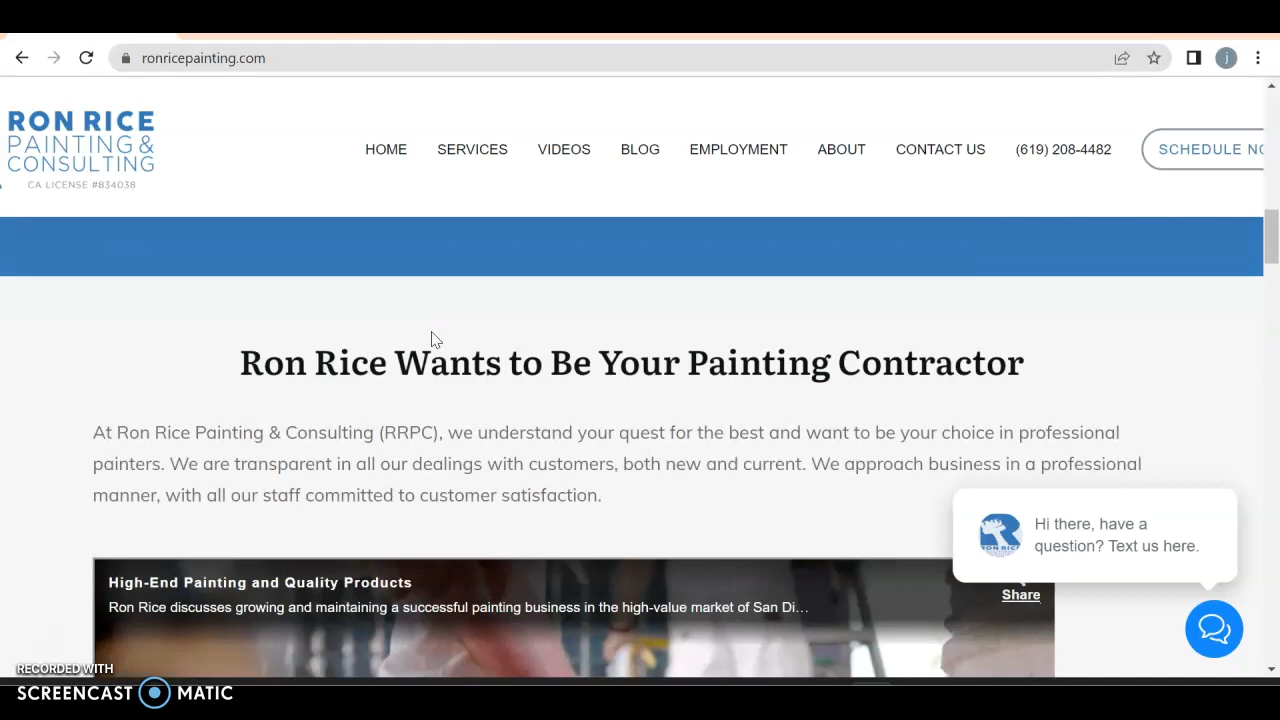 ronricepainting.com
j
RON RICE
PAINTING &
CONSULTING
CA LICENSE #834038
HOME SERVICES VIDEOS BLOG EMPLOYMENT ABOUT CONTACT US (619) 208-4482 SCHEDULE
Ron Rice Wants to Be Your Painting Contractor
At Ron Rice Painting & Consulting (RRPC), we understand your quest for the best and want to be your choice in professional
painters. We are transparent in all our dealings with customers, both new and current. We approach business in a professional
manner, with all our staff committed to customer satisfaction.
Hi there, have a
question? Text us here.
RON RICE
High-End Painting and Quality Products
Ron Rice discusses growing and maintaining a successful painting business in the high-value market of San Di…
Share
RECORDED WITH
SCREENCAST MATIC